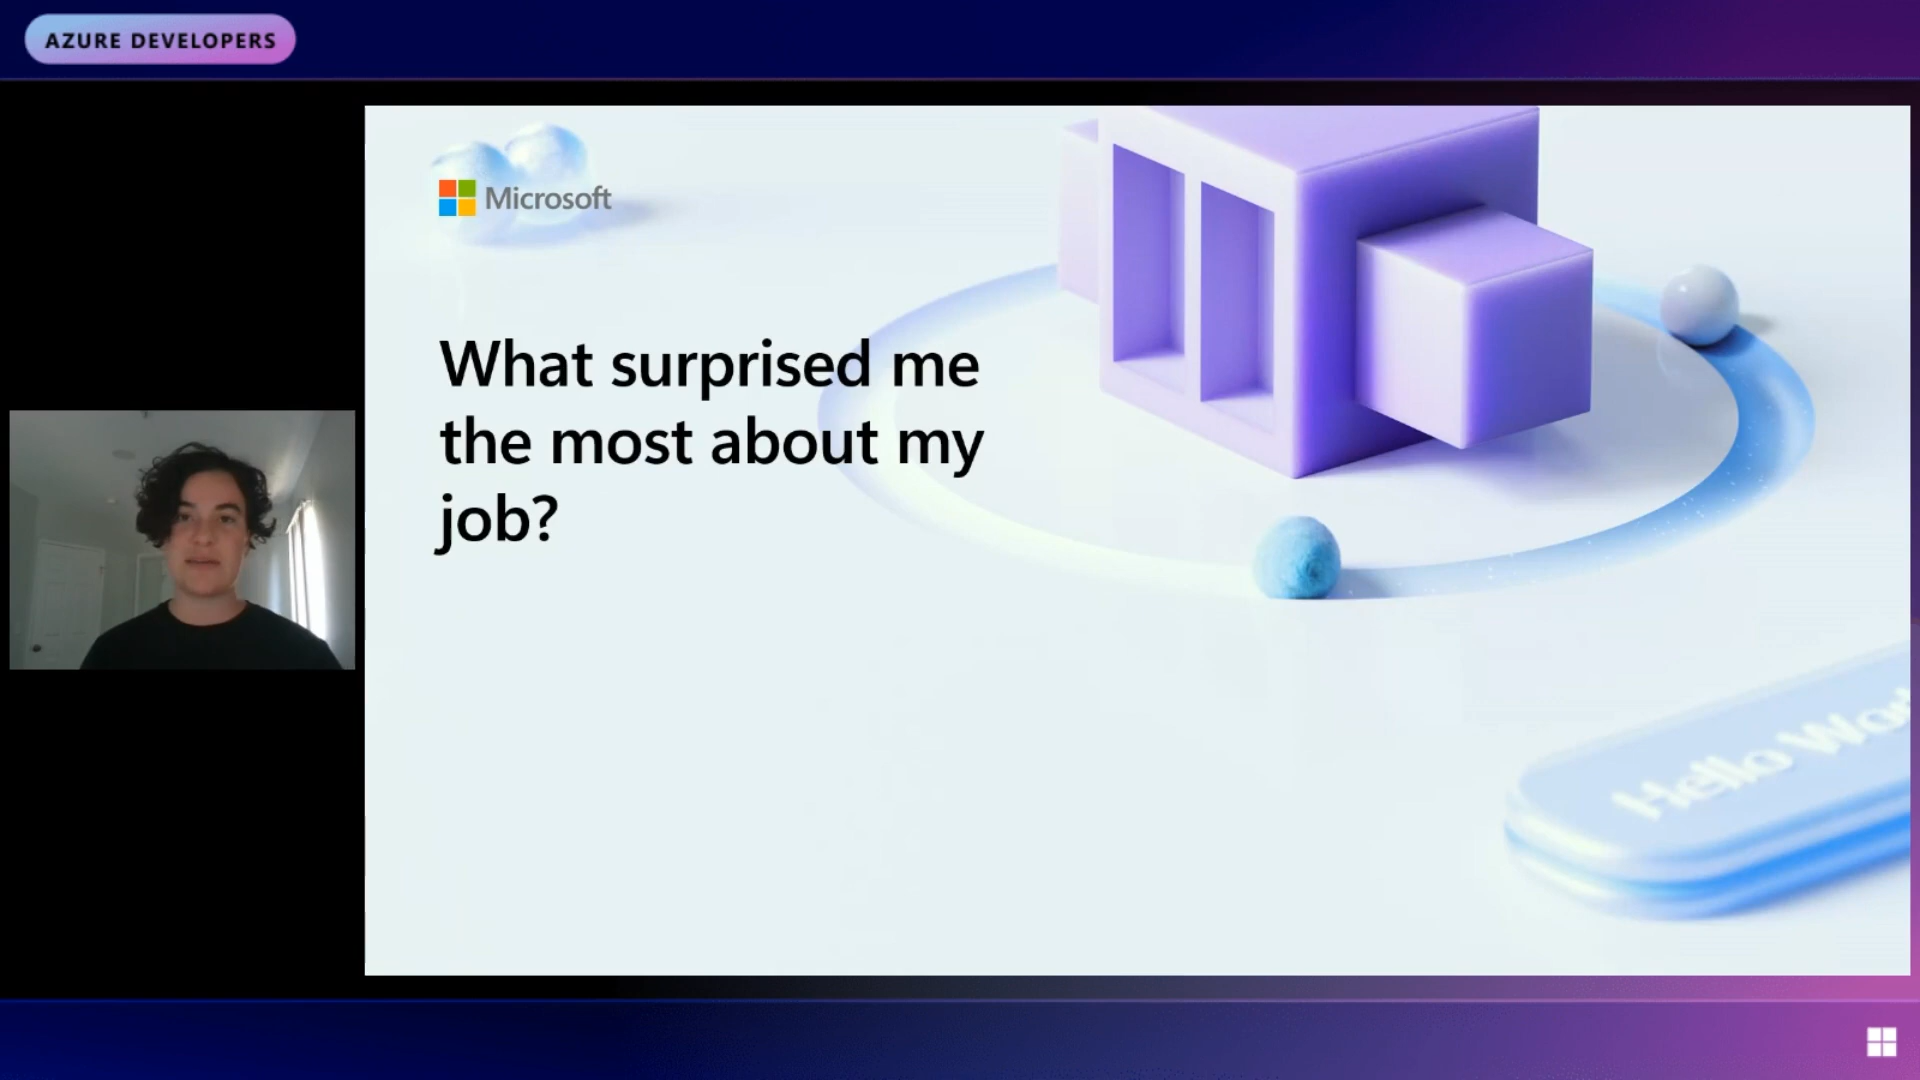 AZURE DEVELOPERS
Microsoft
What surprised me
the most about my
job?
Hello Wor